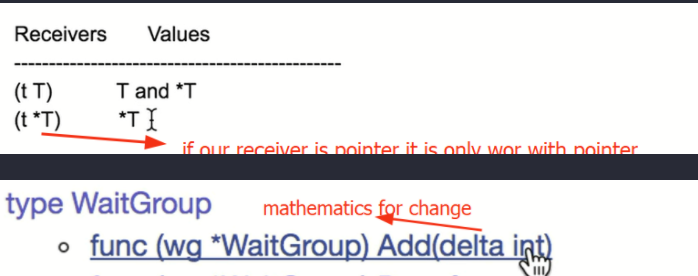 Receivers Values
-----------------------------------------------
(t T) T and *T
(t *T) *T
if our receiver is pointer it is only wor with pointer
type WaitGroup
mathematics for change
func (wg *WaitGroup) Add(delta int)